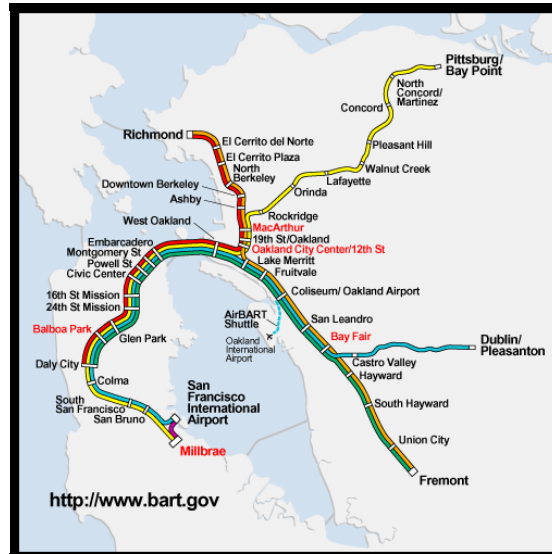 Pittsburg/
Bay Point
North
Concord/
Martinez
Concord
Richmond
El Cerrito del Norte
Pleasant Hill
El Cerrito Plaza
North
Berkeley
Walnut Creek
Lafayette
Downtown Berkeley
Orinda
Ashby
Rockridge
West Oakland
MacArthur
19th St/Oakland
Oakland City Center/12th St
Embarcadero
Montgomery St
Powell St
Civic Center
Lake Merritt
Fruitvale
16th St Mission
24th St Mission
Coliseum/ Oakland Airport
AirBART
Shuttle
Oakland
International
Airport
San Leandro
Balboa Park
Glen Park
Bay Fair
Dublin/
Pleasanton
Castro Valley
Hayward
Daly City
Colma
South
San Francisco
San Bruno
San
Francisco
International
Airport
South Hayward
Millbrae
Union City
Fremont
http://www.bart.gov